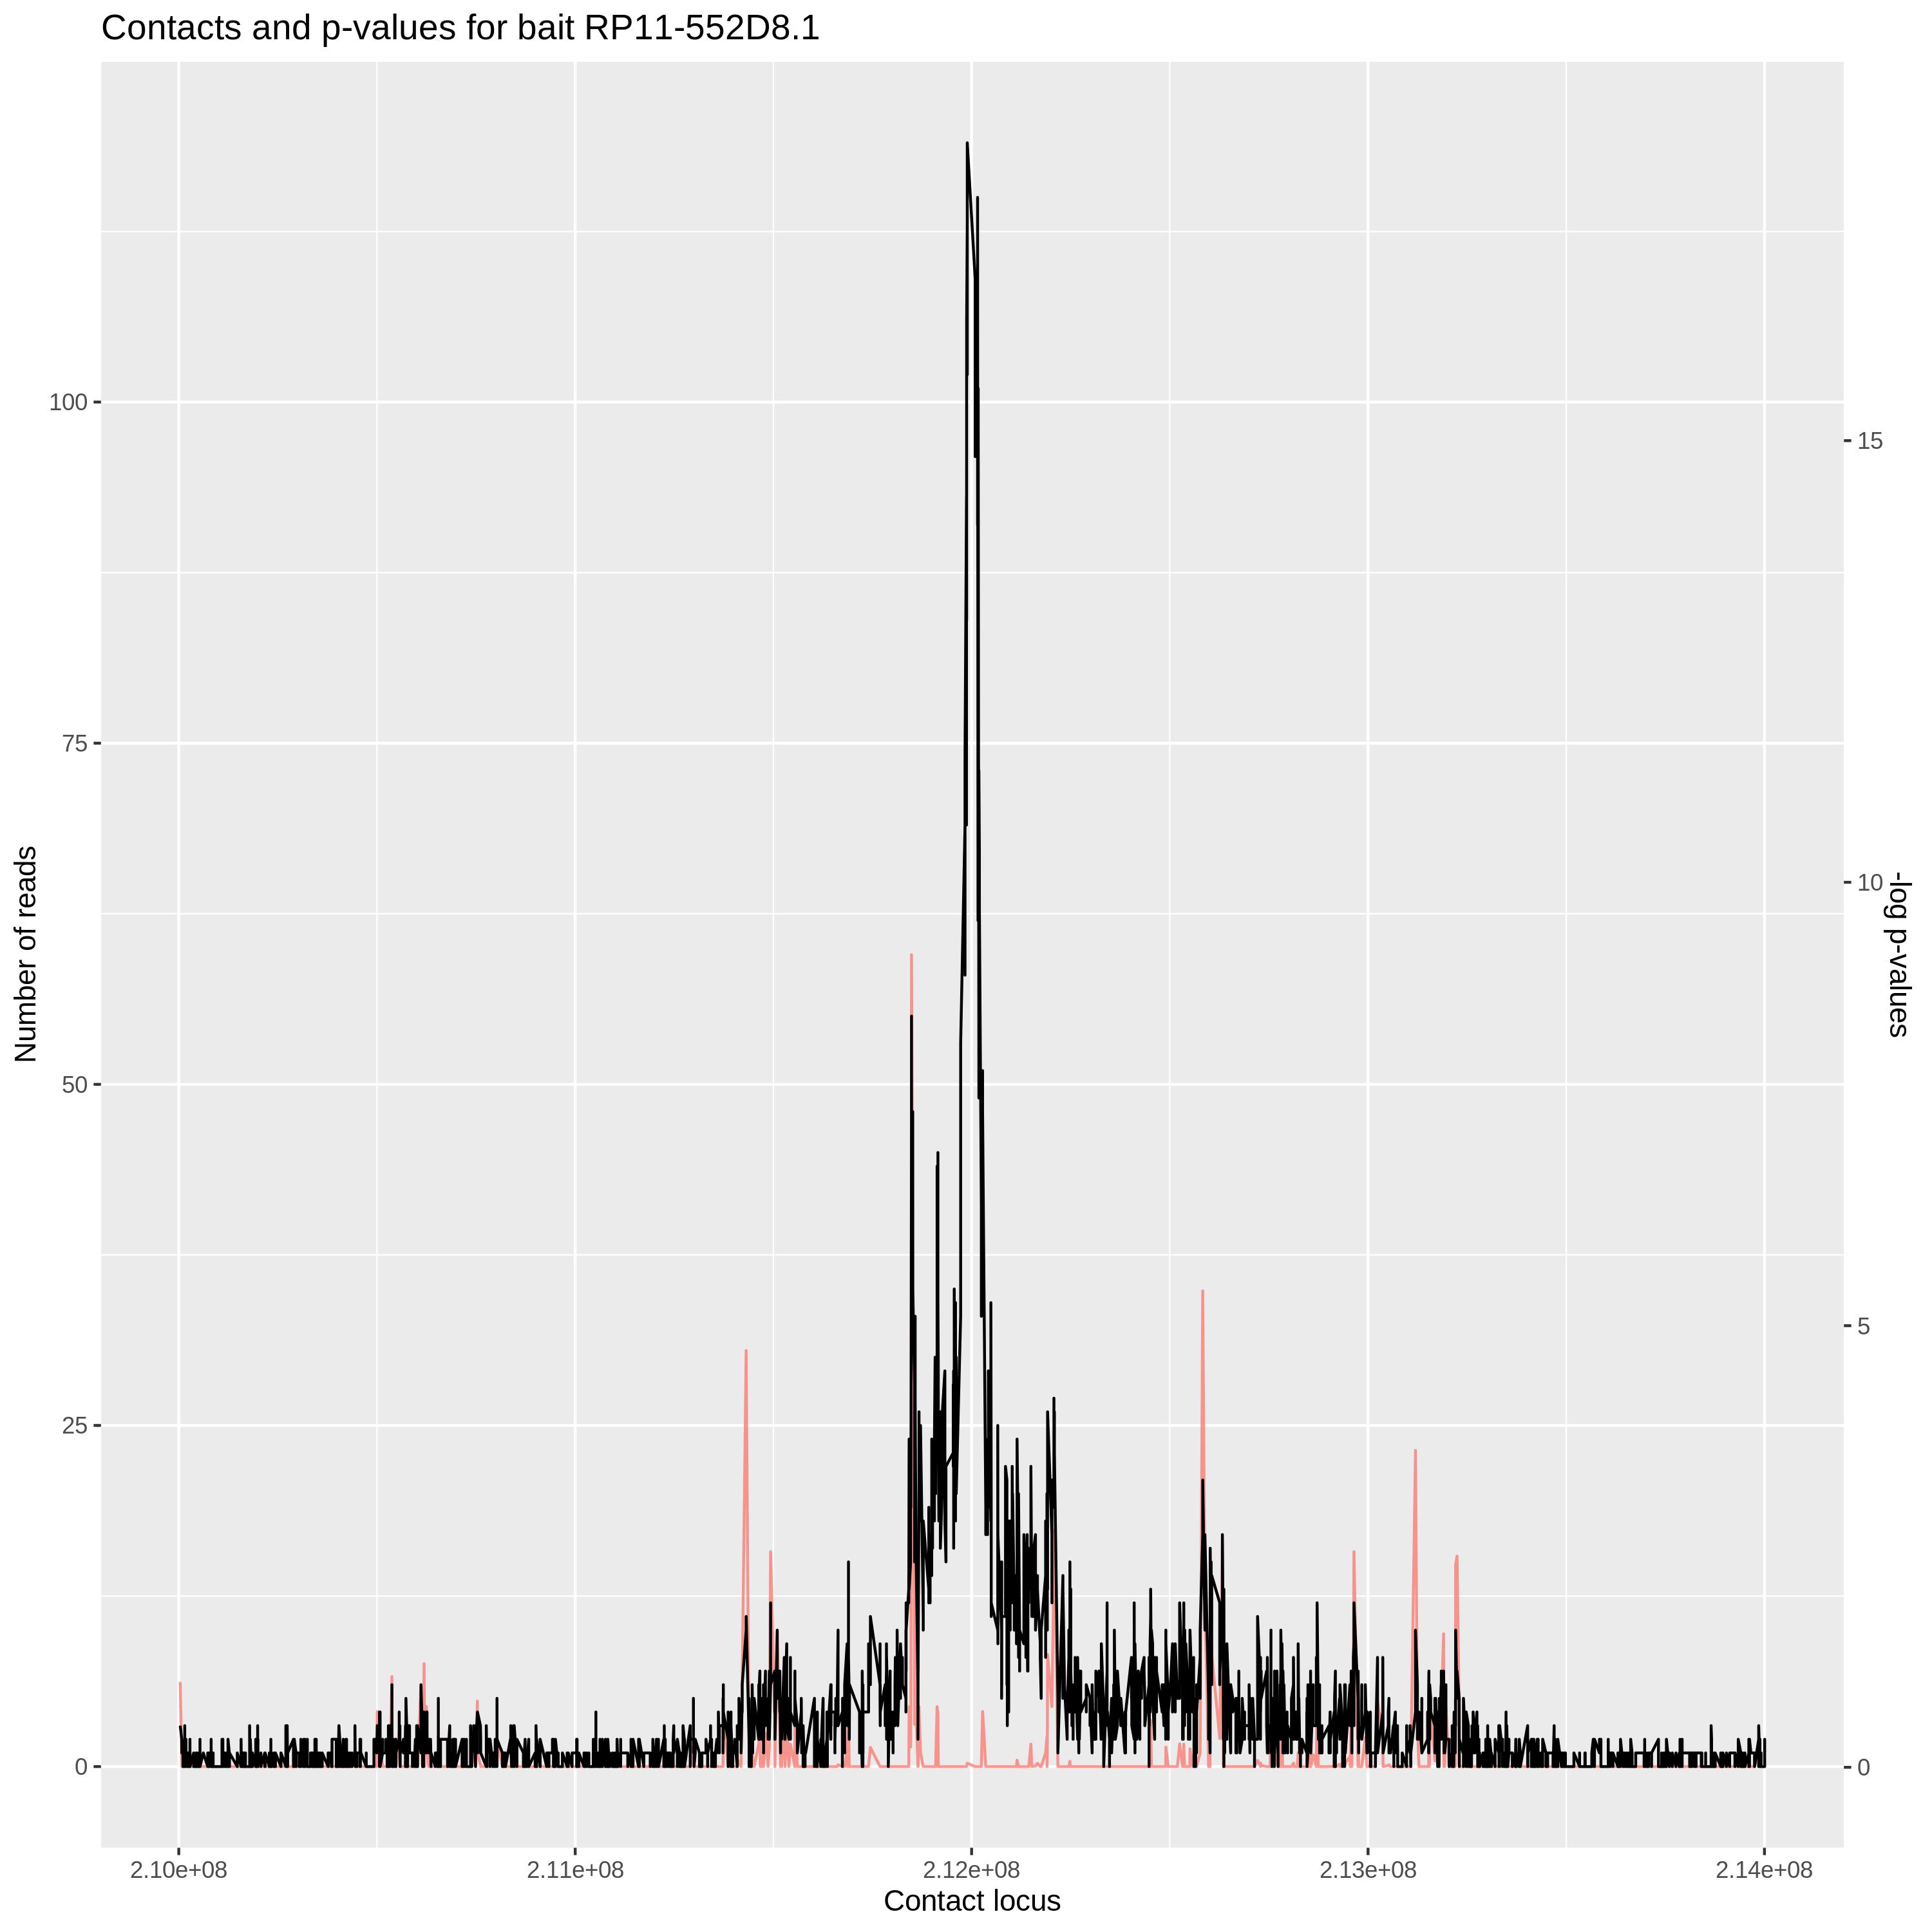 Contacts and p-values for bait RP11-552D8.1
100
75
50
25
0
Number of reads
15
10
5
0
-log p-values
2.10e+08
2.11e+08
2.12e+08
2.13e+08
2.14e+08
Contact locus